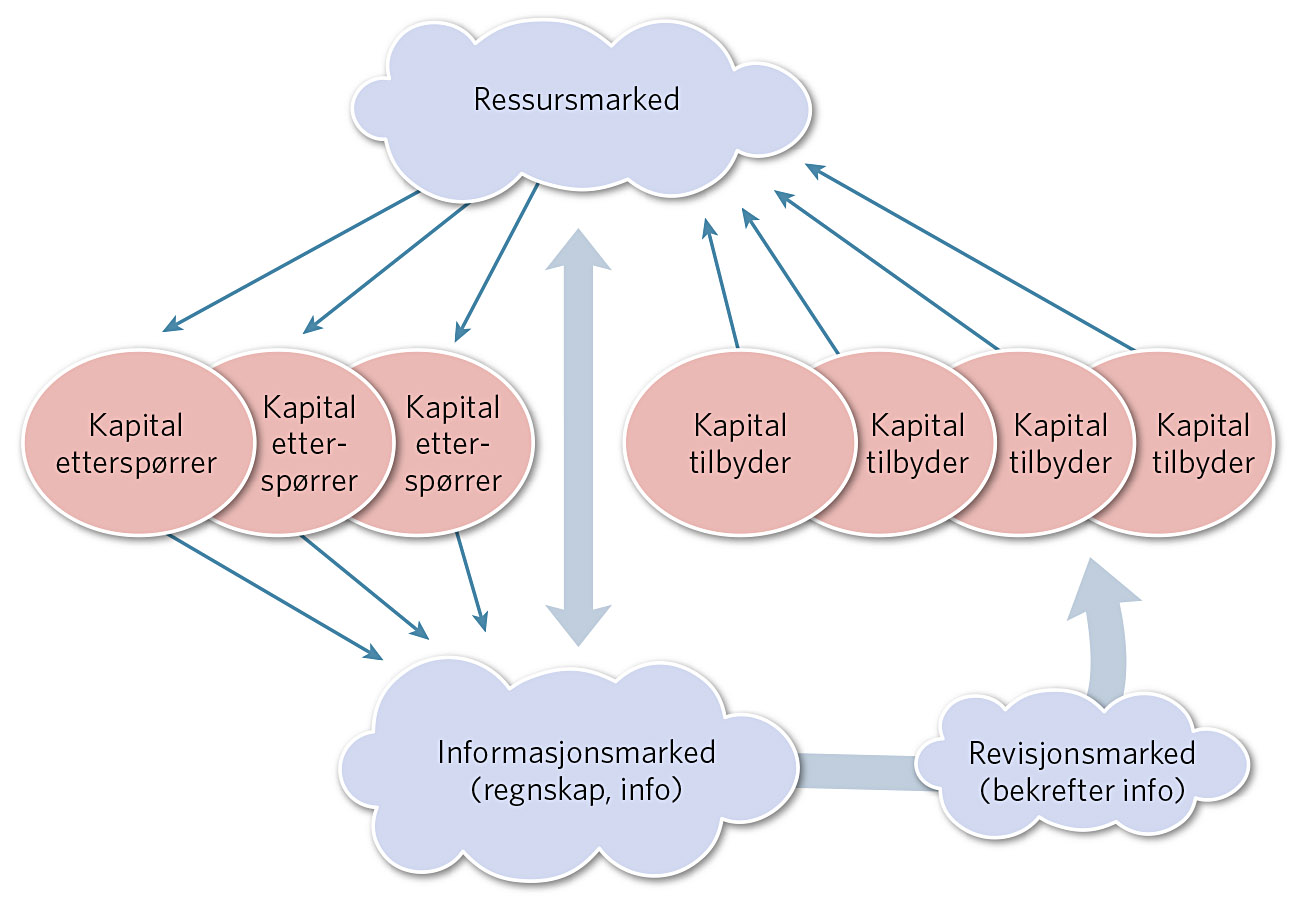 Ressursmarked
Kapital
etterspørrer
Kapital
etter-
spørrer
Kapital
etter-
spørrer
Kapital
tilbyder
Kapital
tilbyder
Kapital
tilbyder
Kapital
tilbyder
Informasjonsmarked
(regnskap, info)
Revisjonsmarked
(bekrefter info)